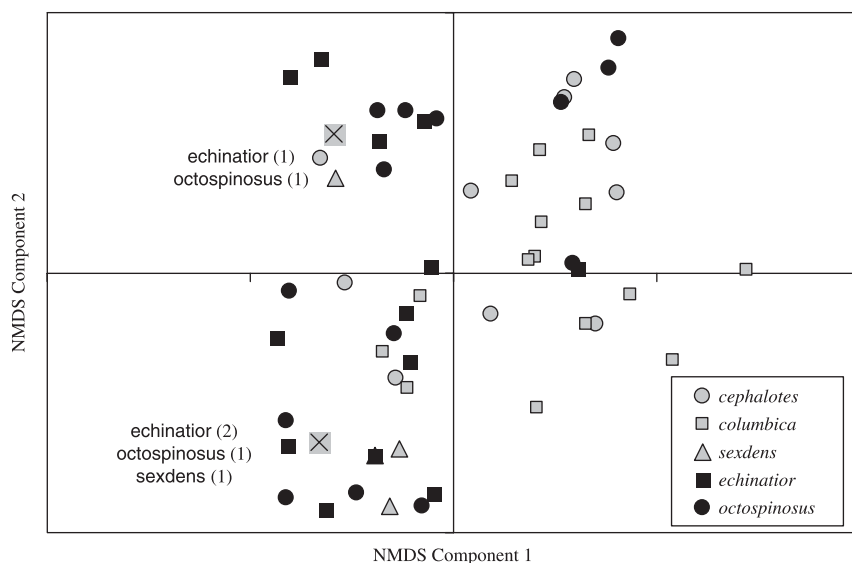 echinatior (1)
octospinosus (1)
NMDS Component 2
echinatior (2)
octospinosus (1)
sexdens (1)
cephalotes
columbica
sexdens
echinatior
octospinosus
NMDS Component 1